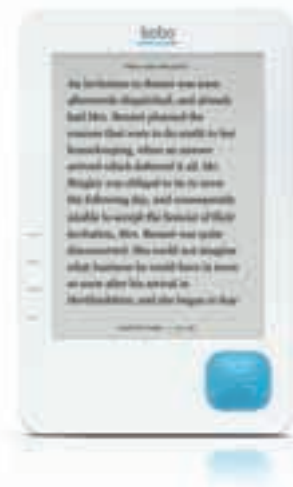 kobo
An invitation to dinner was soon
afterwards dispatched; and already
had Mrs. Bennet planned the
courses that were to do credit to her
housekeeping, when an answer
arrived which deferred it all. Mr.
Bingley was obliged to be in town
the following day, and consequently
unable to accept the honour of their
invitation, Mrs. Bennet was quite
disconcerted. She could not imagine
what business he could have in town
so soon after his arrival in
Hertfordshire; and she began to fear